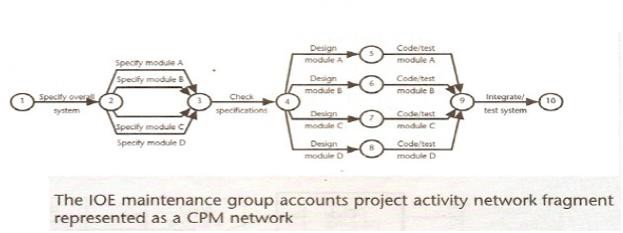 Specify module A
Specify module B
1
Specify overall
system
2
Specify module C
Specify module D
3
Check
specifications
4
Design
module A
5
Code/test
module A
Design
module B
6
Code/test
module B
Design
module C
7
Code/test
module C
Design
module D
8
Code/test
module D
9
Integrate/
test system
10
The IOE maintenance group accounts project activity network fragment
represented as a CPM network